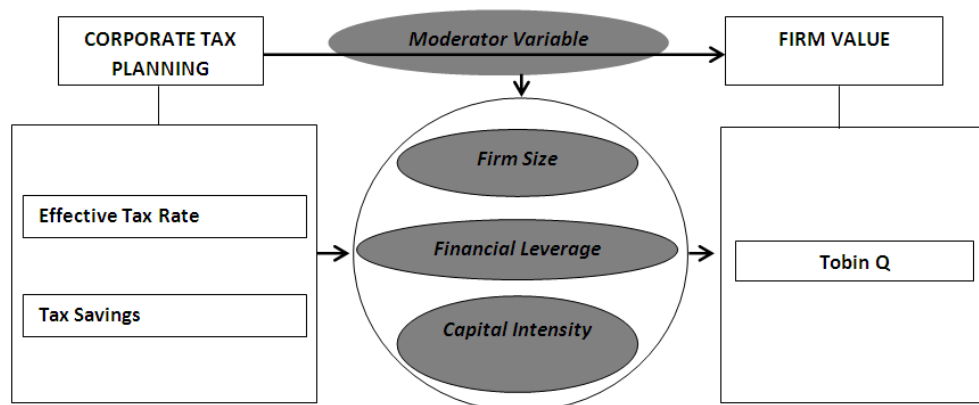 CORPORATE TAX
PLANNING
Moderator Variable
FIRM VALUE
Firm Size
Effective Tax Rate
Financial Leverage
Tobin Q
Tax Savings
Capital Intensity